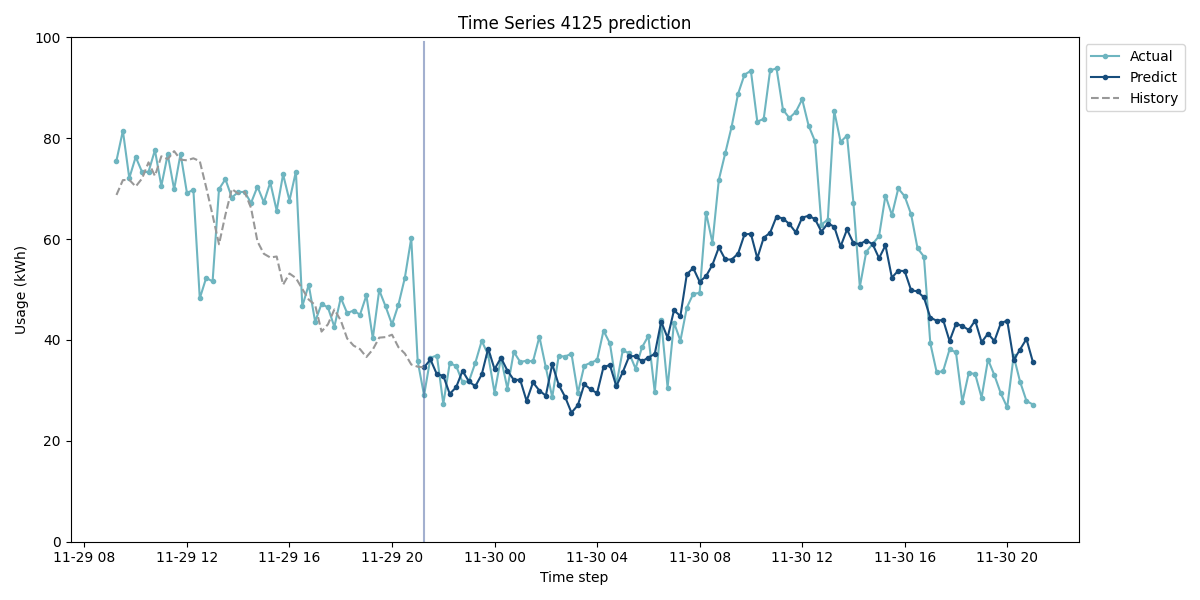 Time Series 4125 prediction
100
80
60
40
20
0
Usage (kWh)
11-29 08
11-29 12
11-29 16
11-29 20
11-30 00
11-30 04
11-30 08
11-30 12
11-30 16
11-30 20
Time step
Actual
Predict
History